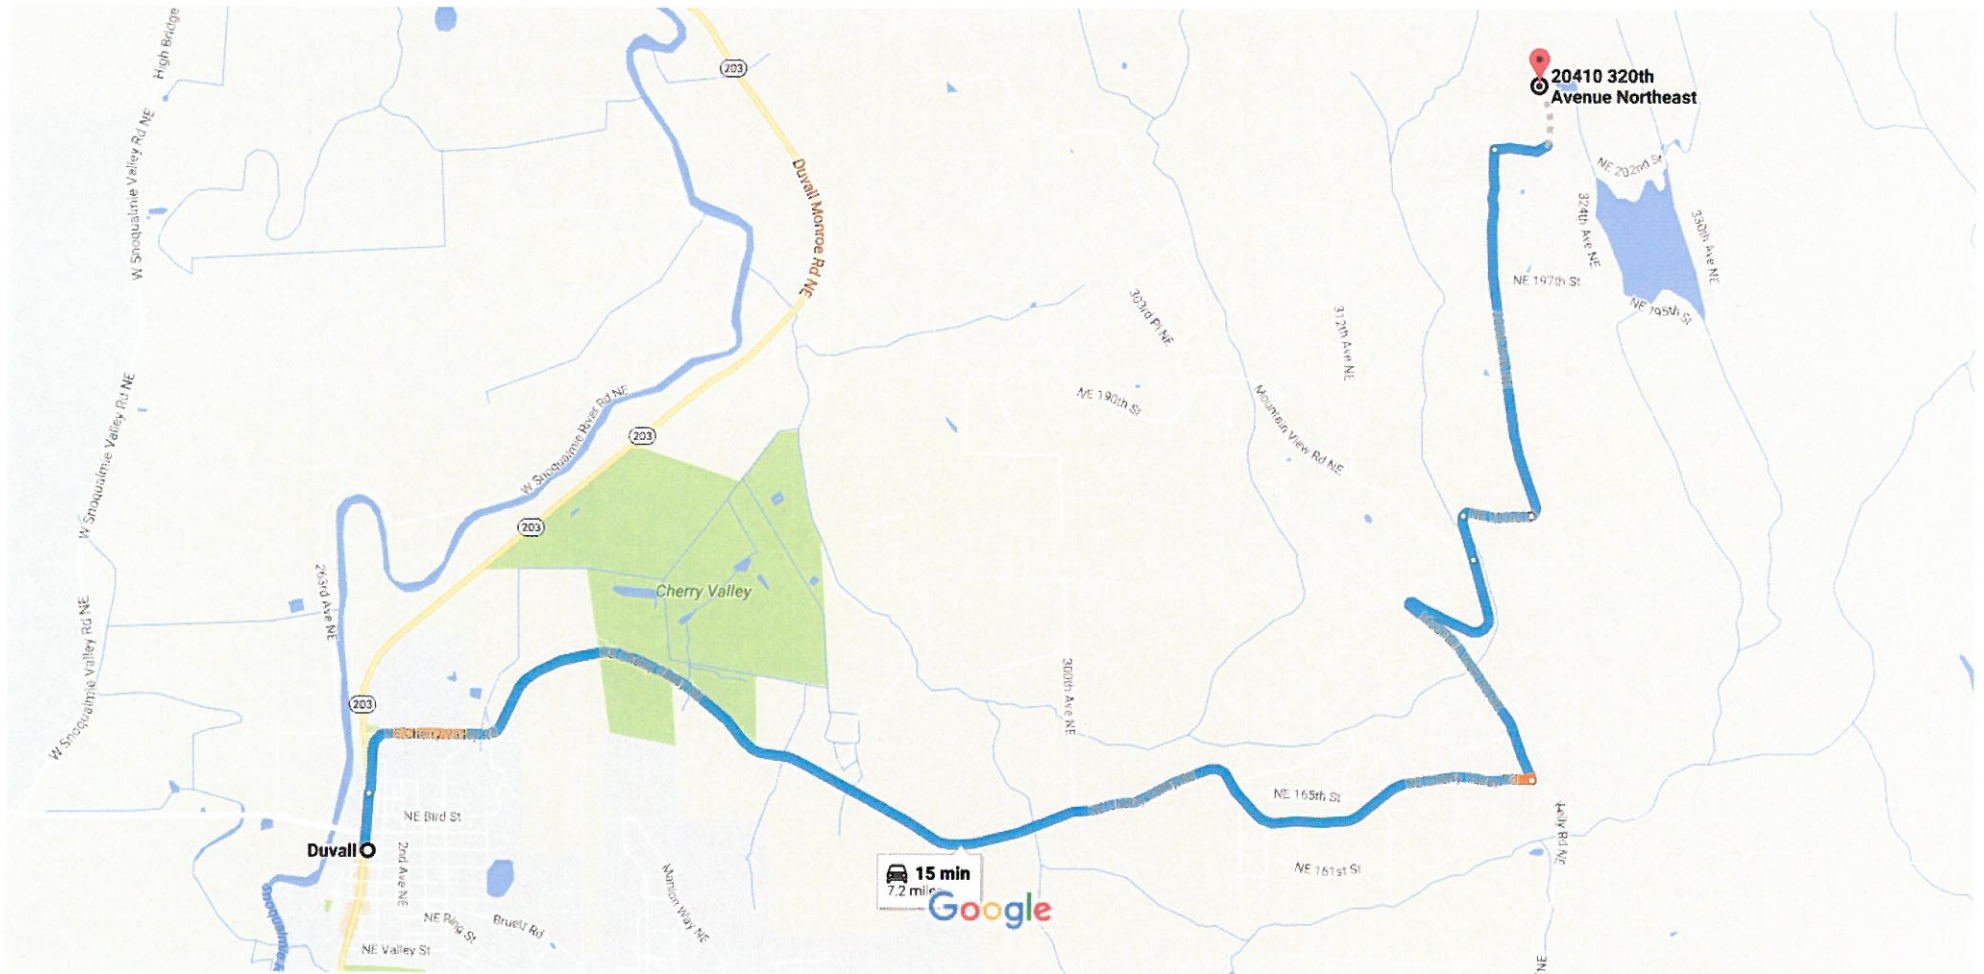 High Bridge
203
20410 320th
Avenue Northeast
W Snoqualmie Valley Rd NE
Duvall Monroe Rd NE
NE 202nd St
324th Ave NE
330th Ave NE
NE 197th St
NE 195th St
303rd Pl NE
312th Ave NE
NE 190th St
Mountain View Rd NE
W Snoqualmie Valley Rd NE
W Snoqualmie River Rd NE
203
203
263rd Ave NE
Cherry Valley
W Snoqualmie Valley Rd NE
300th Ave NE
203
NE 165th St
NE Bird St
Kelly Rd NE
Duvall
2nd Ave NE
15 min
7.2 mile
Google
NE 161st St
Manion Way NE
NE Ring St
Bruett Rd
NE Valley St
NE